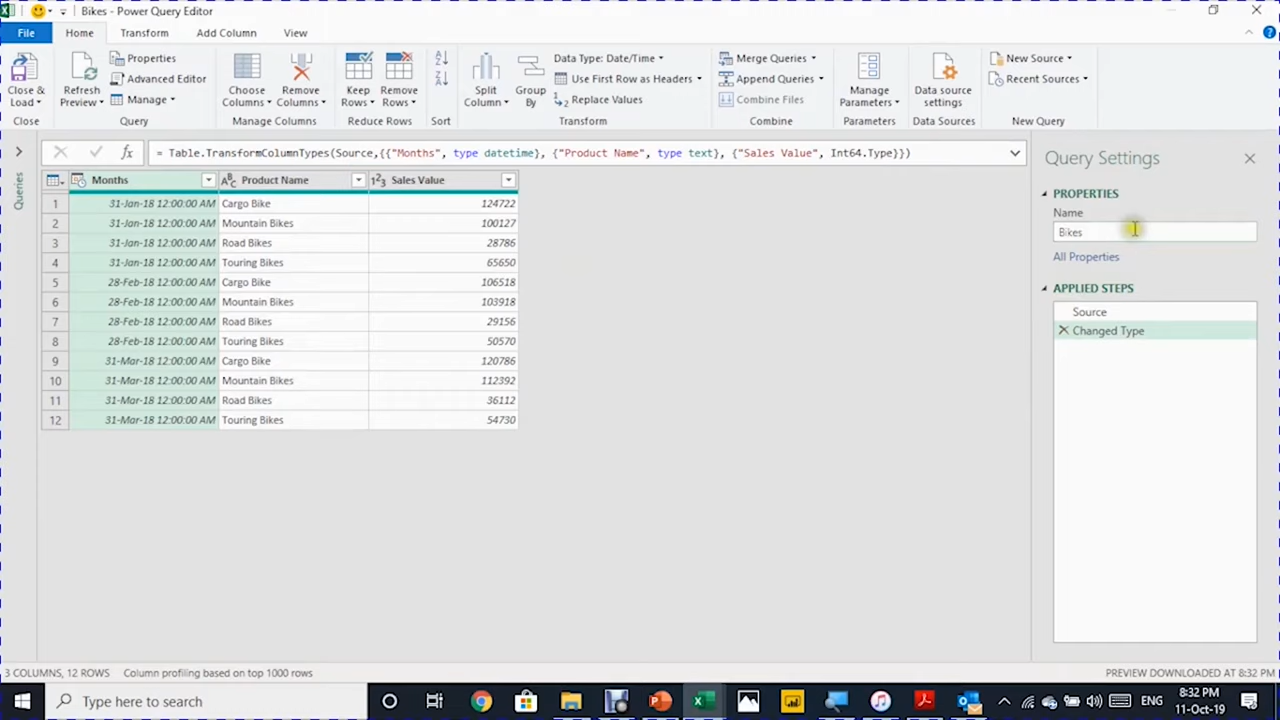 Bikes - Power Query Editor
File
Home
Transform
Add Column
View
Close & Load
Close
Refresh Preview
Properties
Advanced Editor
Manage
Query
Choose Columns
Remove Columns
Manage Columns
Keep Rows
Remove Rows
Reduce Rows
Sort
Split Column
Group By
Data Type: Date/Time
Use First Row as Headers
Replace Values
Transform
Merge Queries
Append Queries
Combine Files
Combine
Manage Parameters
Parameters
Data source settings
Data Sources
New Source
Recent Sources
New Query
Queries
fx = Table.TransformColumnTypes(Source,{{"Months", type datetime}, {"Product Name", type text}, {"Sales Value", Int64.Type}})
Months ABC Product Name 123 Sales Value
1 31-Jan-18 12:00:00 AM Cargo Bike 124722
2 31-Jan-18 12:00:00 AM Mountain Bikes 100127
3 31-Jan-18 12:00:00 AM Road Bikes 28786
4 31-Jan-18 12:00:00 AM Touring Bikes 65650
5 28-Feb-18 12:00:00 AM Cargo Bike 106518
6 28-Feb-18 12:00:00 AM Mountain Bikes 103918
7 28-Feb-18 12:00:00 AM Road Bikes 29156
8 28-Feb-18 12:00:00 AM Touring Bikes 50570
9 31-Mar-18 12:00:00 AM Cargo Bike 120786
10 31-Mar-18 12:00:00 AM Mountain Bikes 112392
11 31-Mar-18 12:00:00 AM Road Bikes 36112
12 31-Mar-18 12:00:00 AM Touring Bikes 54730
Query Settings
PROPERTIES
Name
Bikes
All Properties
APPLIED STEPS
Source
Changed Type
3 COLUMNS, 12 ROWS
Column profiling based on top 1000 rows
PREVIEW DOWNLOADED AT 8:32 PM
Type here to search
ENG
8:32 PM
11-Oct-19